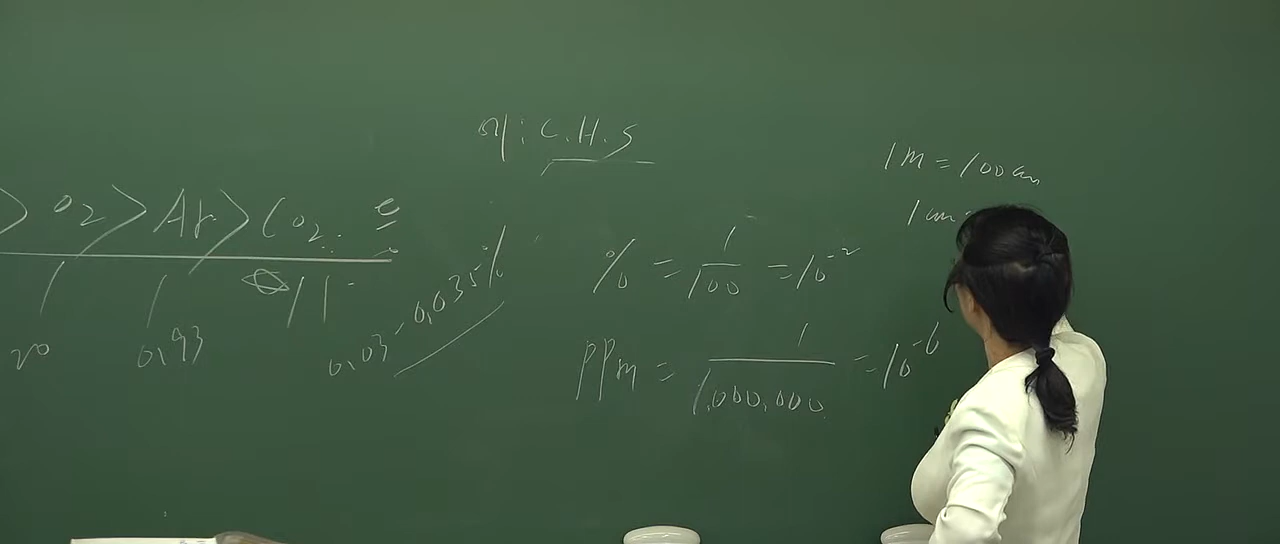 예: C.H.S
> O2 > Ar > CO2.
20 0.93 0.03~0.035%
% = 1/100 = 10⁻²
PPm = 1/1,000,000 = 10⁻⁶
1m = 100cm
1cm